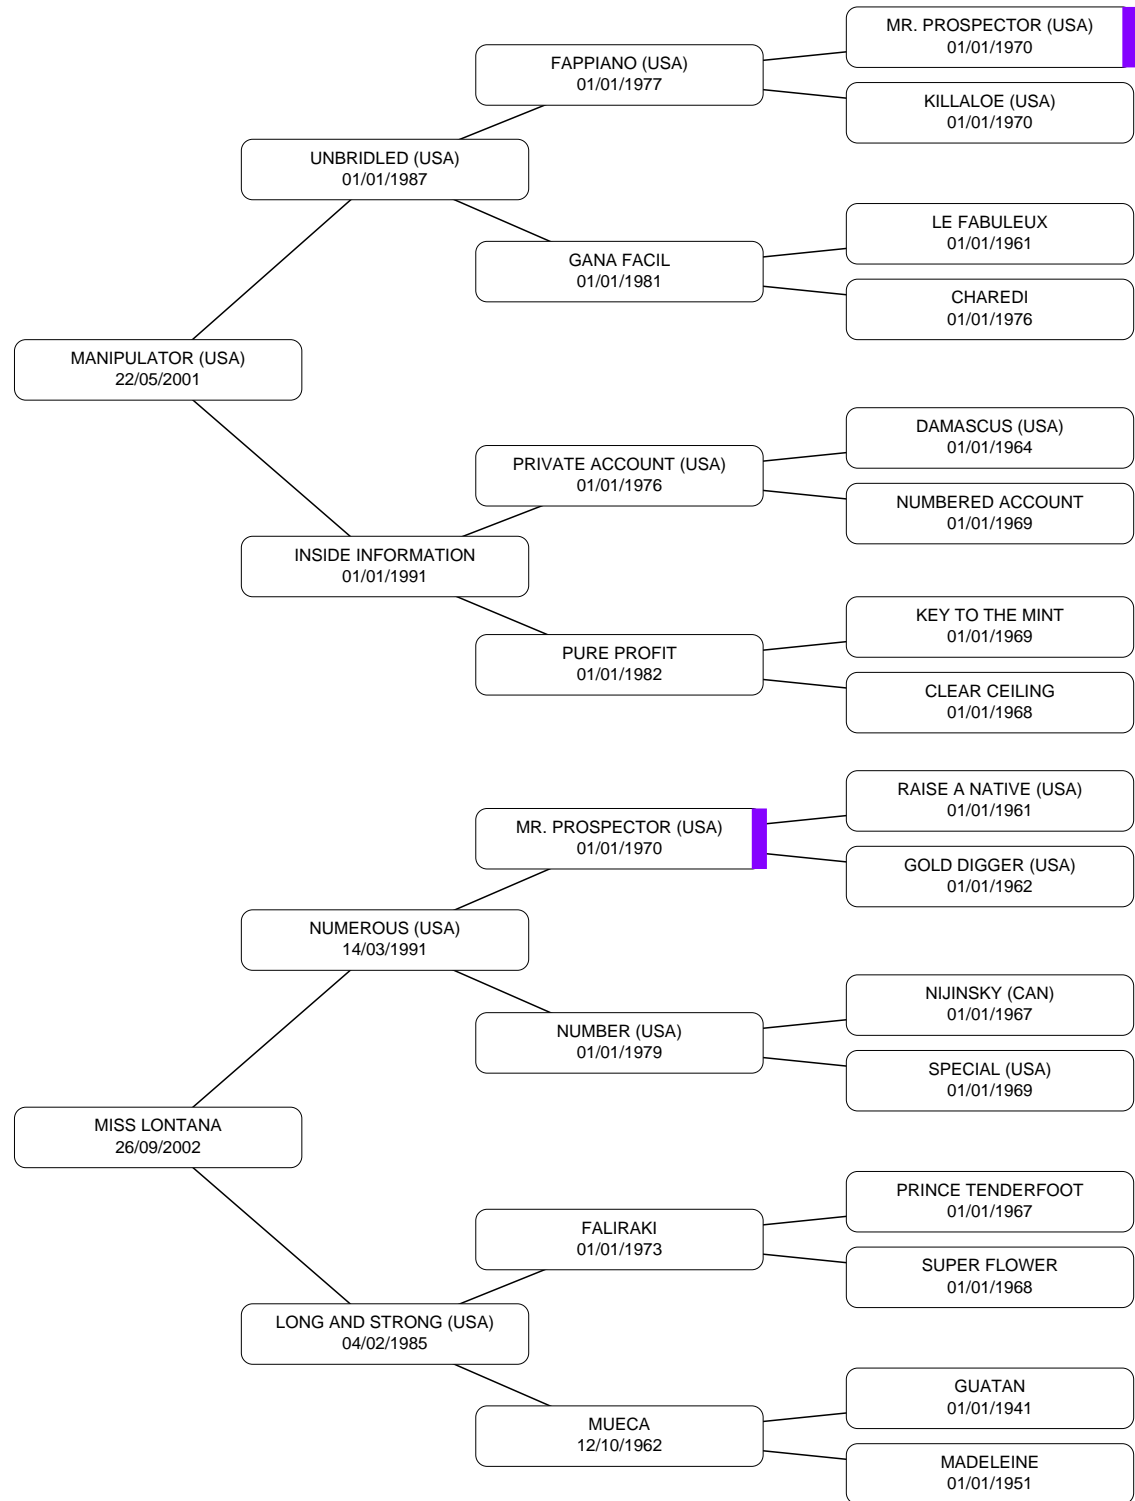 MR. PROSPECTOR (USA)
01/01/1970
FAPPIANO (USA)
01/01/1977
KILLALOE (USA)
01/01/1970
UNBRIDLED (USA)
01/01/1987
LE FABULEUX
01/01/1961
GANA FACIL
01/01/1981
CHAREDI
01/01/1976
MANIPULATOR (USA)
22/05/2001
DAMASCUS (USA)
01/01/1964
PRIVATE ACCOUNT (USA)
01/01/1976
NUMBERED ACCOUNT
01/01/1969
INSIDE INFORMATION
01/01/1991
KEY TO THE MINT
01/01/1969
PURE PROFIT
01/01/1982
CLEAR CEILING
01/01/1968
RAISE A NATIVE (USA)
01/01/1961
MR. PROSPECTOR (USA)
01/01/1970
GOLD DIGGER (USA)
01/01/1962
NUMEROUS (USA)
14/03/1991
NIJINSKY (CAN)
01/01/1967
NUMBER (USA)
01/01/1979
SPECIAL (USA)
01/01/1969
MISS LONTANA
26/09/2002
PRINCE TENDERFOOT
01/01/1967
FALIRAKI
01/01/1973
SUPER FLOWER
01/01/1968
LONG AND STRONG (USA)
04/02/1985
GUATAN
01/01/1941
MUECA
12/10/1962
MADELEINE
01/01/1951